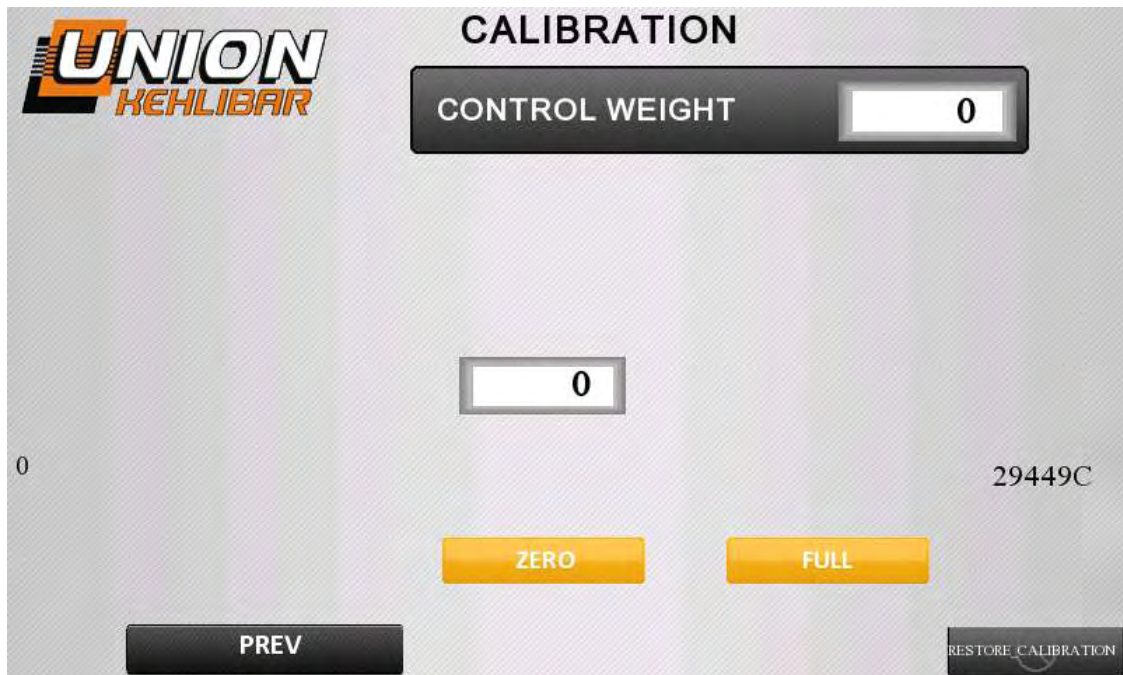 UNION
KEHLIBAR
CALIBRATION
CONTROL WEIGHT 0
0
0
29449C
ZERO FULL
PREV
RESTORE_CALIBRATION